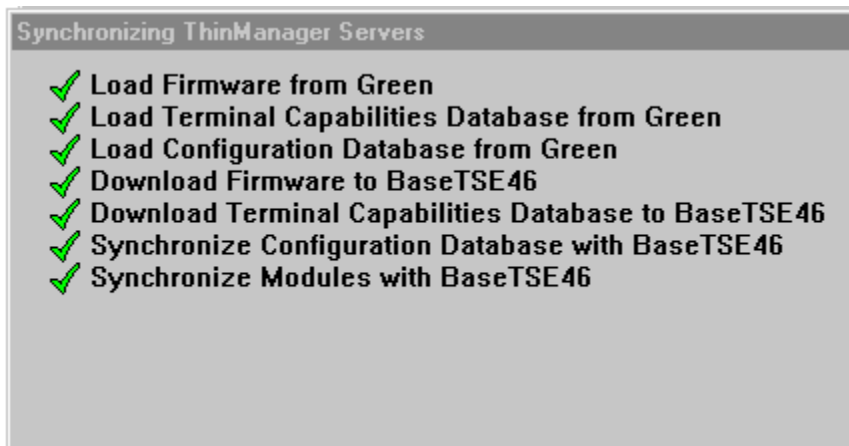 Synchronizing ThinManager Servers
Load Firmware from Green
Load Terminal Capabilities Database from Green
Load Configuration Database from Green
Download Firmware to BaseTSE46
Download Terminal Capabilities Database to BaseTSE46
Synchronize Configuration Database with BaseTSE46
Synchronize Modules with BaseTSE46